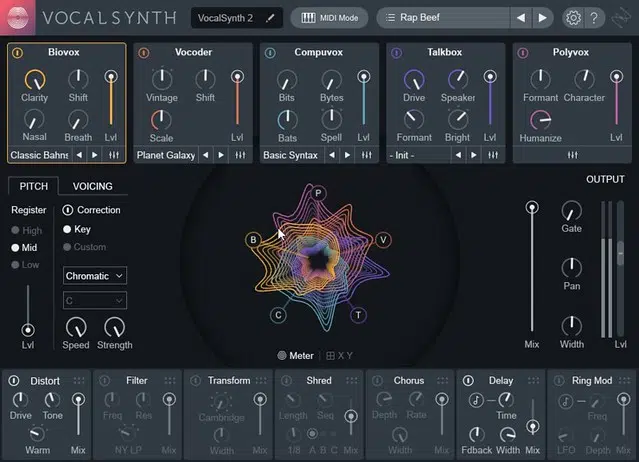 VOCALSYNTH
VocalSynth 2
MIDI Mode
Rap Beef
?
Biovox
Clarity Shift
Nasal Breath Lvl
Classic Bahns
Vocoder
Vintage Shift
Scale Lvl
Planet Galaxy
Compuvox
Bits Bytes
Bats Spell Lvl
Basic Syntax
Talkbox
Drive Speaker
Formant Bright Lvl
- Init -
Polyvox
Formant Character
Humanize Lvl
PITCH VOICING
Register Correction
High Key
Mid Custom
Low
Chromatic
C
Lvl Speed Strength
P
B V
C T
Meter X Y
OUTPUT
Gate
Pan
Mix Width Lvl
Distort
Drive Tone
Warm Mix
Filter
Freq Res
NY LP Mix
Transform
Cambridge
Width Mix
Shred
Length Seq
1/8 A B C Mix
Chorus
Depth Rate
Width Mix
Delay
Time
Fdback Width Mix
Ring Mod
Freq
LFO Depth Mix